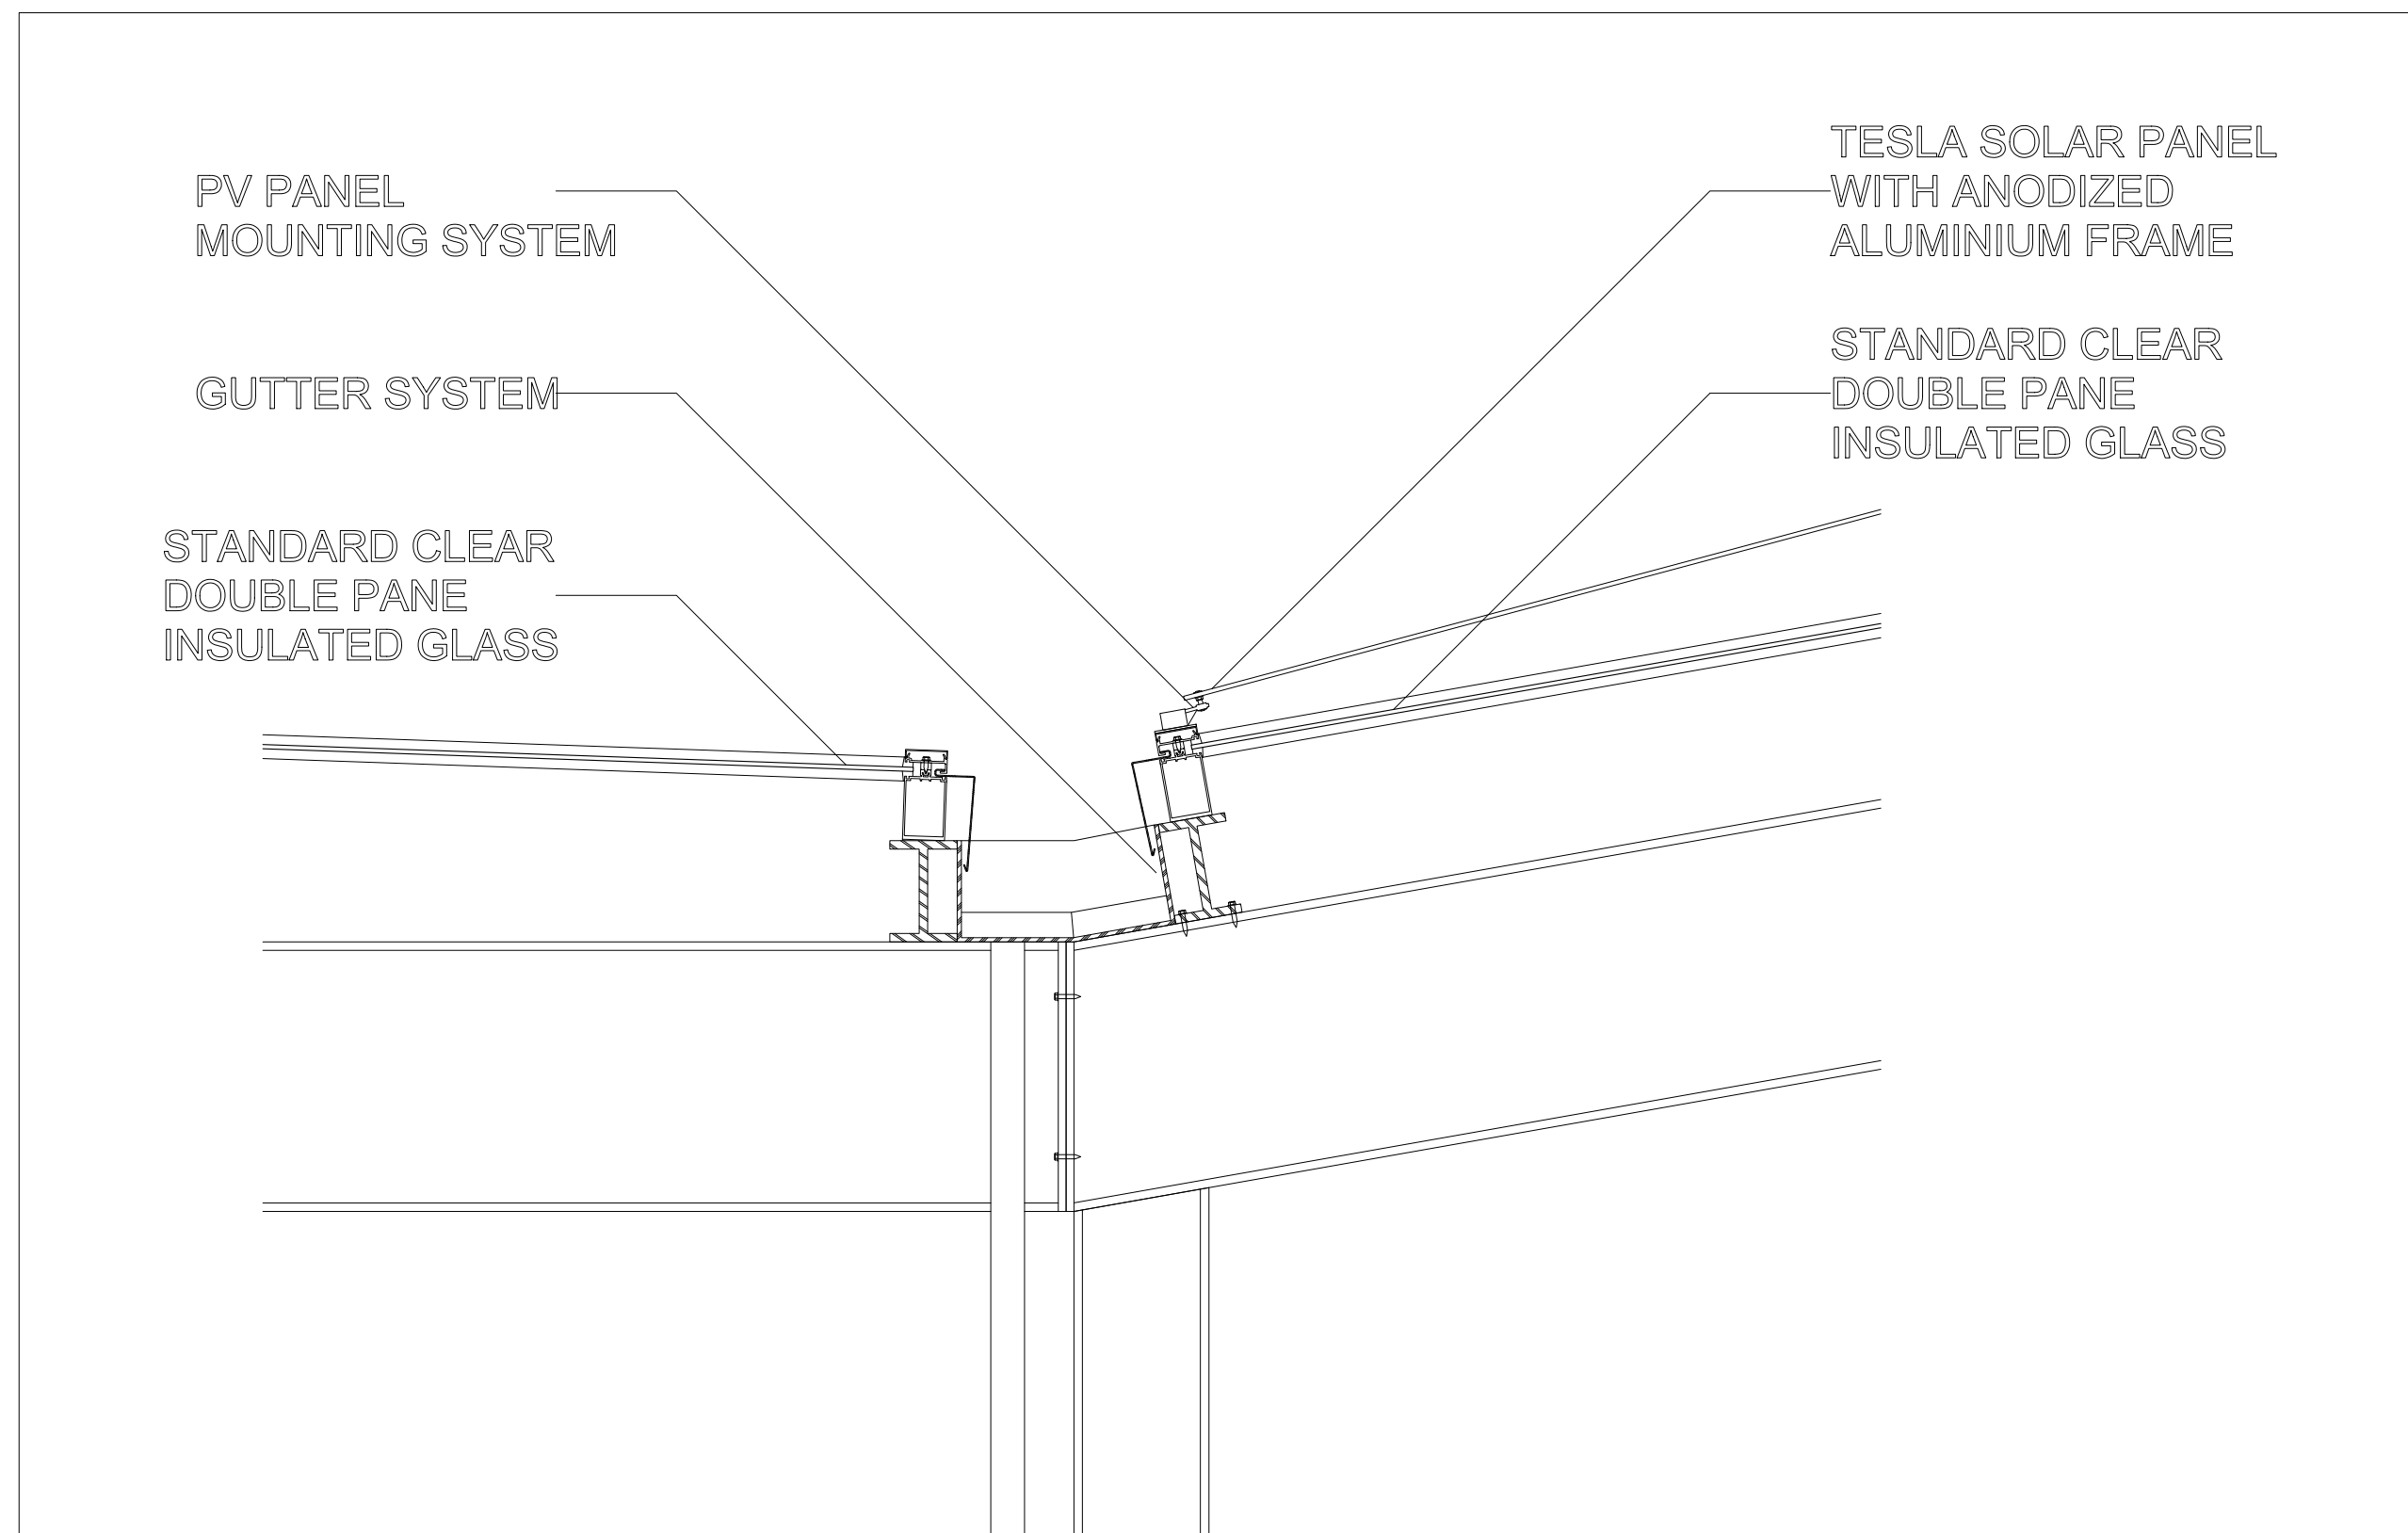 PV PANEL
MOUNTING SYSTEM
GUTTER SYSTEM
STANDARD CLEAR
DOUBLE PANE
INSULATED GLASS
TESLA SOLAR PANEL
WITH ANODIZED
ALUMINIUM FRAME
STANDARD CLEAR
DOUBLE PANE
INSULATED GLASS